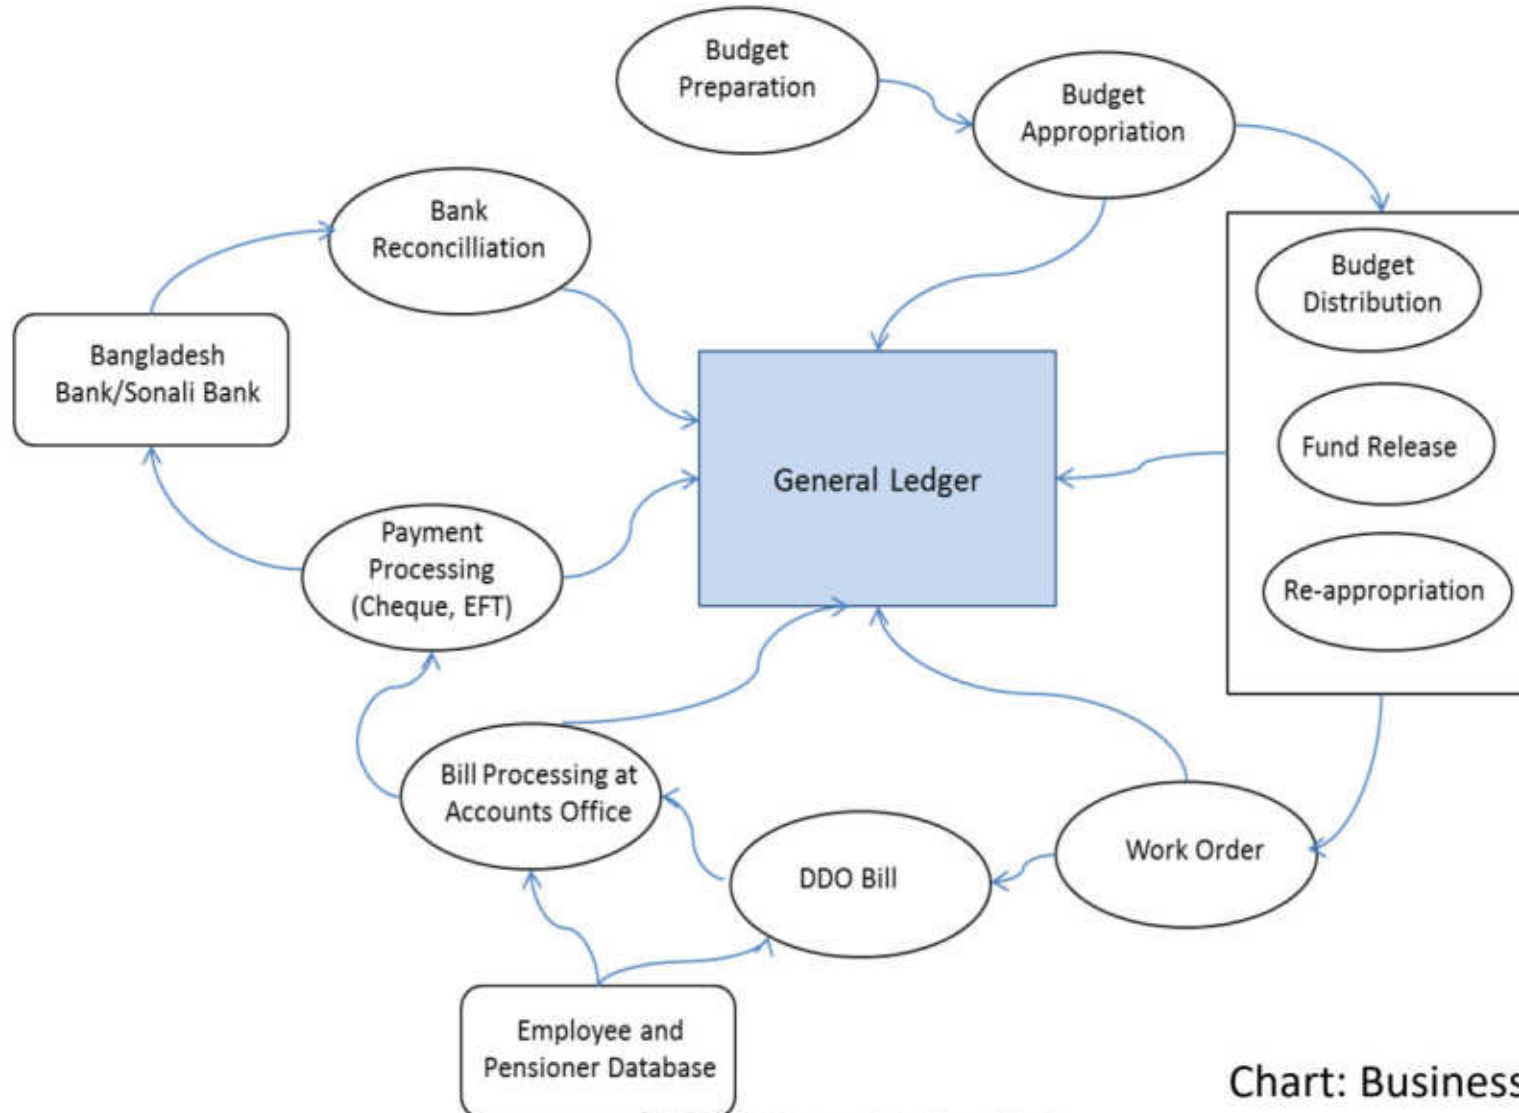 Budget
Preparation
Budget
Appropriation
Bank
Reconcilliation
Budget
Distribution
Bangladesh
Bank/Sonali Bank
General Ledger
Fund Release
Payment
Processing
(Cheque, EFT)
Re-appropriation
Bill Processing at
Accounts Office
DDO Bill
Work Order
Employee and
Pensioner Database
Chart: Business